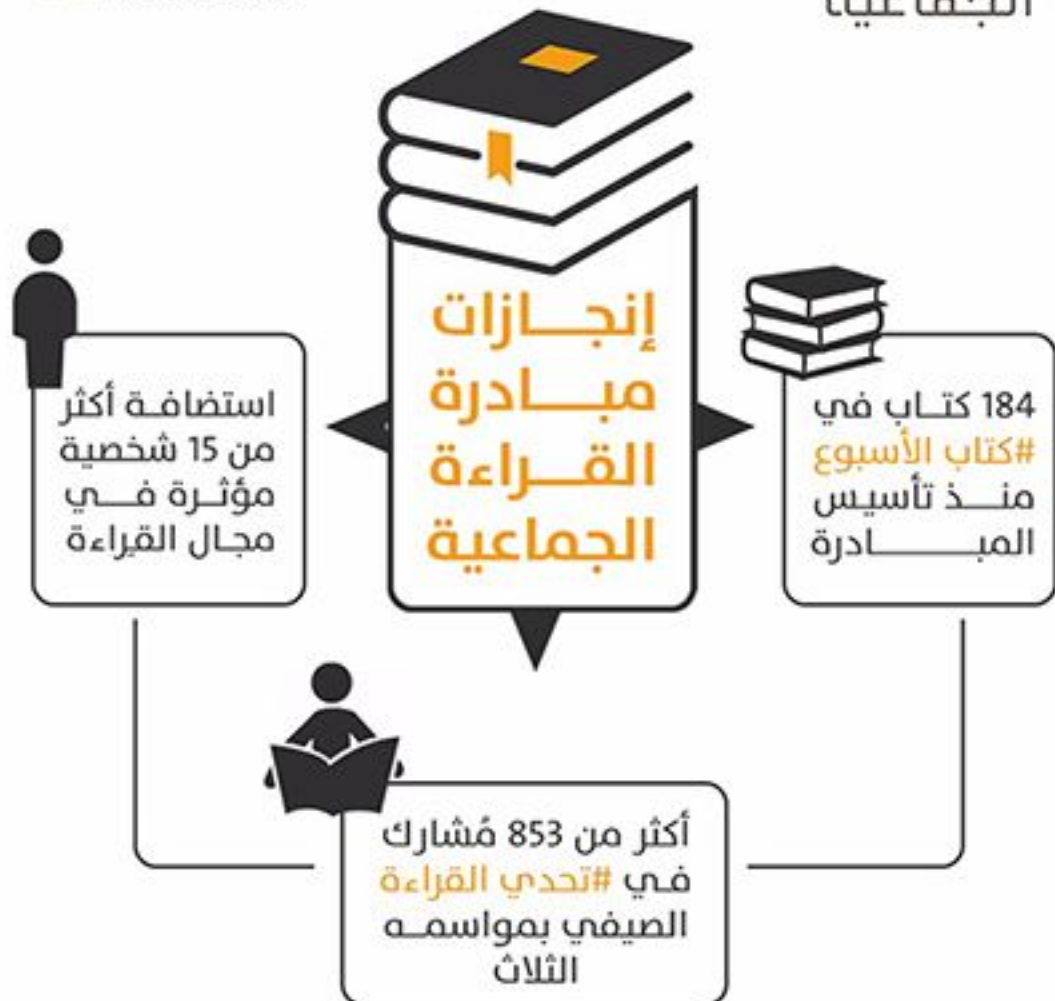 إنجازات
مبادرة
القراءة
الجماعية
184 كتاب في
#كتاب الأسبوع
منذ تأسيس
المبادرة
استضافة أكثر
من 15 شخصية
مؤثرة في
مجال القراءة
أكثر من 853 مُشارك
في #تحدي القراءة
الصيفي بمواسمه
الثلاث